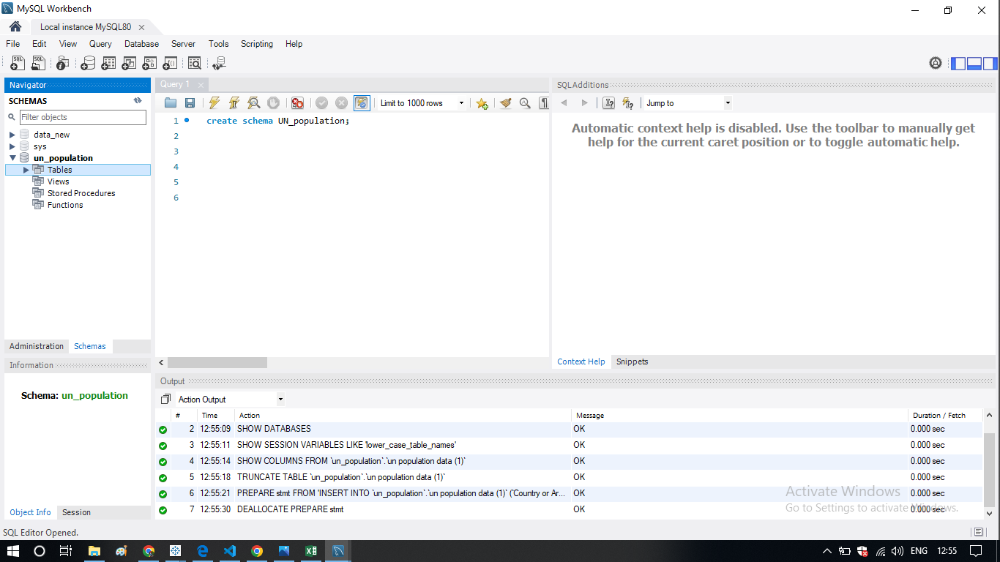 MySQL Workbench
Local instance MySQL80
File Edit View Query Database Server Tools Scripting Help
Navigator
SCHEMAS
Filter objects
data_new
sys
un_population
Tables
Views
Stored Procedures
Functions
Administration Schemas
Information
Schema: un_population
Object Info Session
Query 1
Limit to 1000 rows
1 create schema UN_population;
2
3
4
5
6
SQLAdditions
Jump to
Automatic context help is disabled. Use the toolbar to manually get
help for the current caret position or to toggle automatic help.
Context Help Snippets
Output
Action Output
# Time Action Message Duration / Fetch
2 12:55:09 SHOW DATABASES OK 0.000 sec
3 12:55:11 SHOW SESSION VARIABLES LIKE 'lower_case_table_names' OK 0.000 sec
4 12:55:14 SHOW COLUMNS FROM `un_population`.`un population data (1)` OK 0.000 sec
5 12:55:18 TRUNCATE TABLE `un_population`.`un population data (1)` OK 0.000 sec
6 12:55:21 PREPARE stmt FROM 'INSERT INTO `un_population`.`un population data (1)` (`Country or Ar... OK 0.000 sec
7 12:55:30 DEALLOCATE PREPARE stmt OK 0.000 sec
Activate Windows
Go to Settings to activate Windows.
SQL Editor Opened.
ENG 12:55